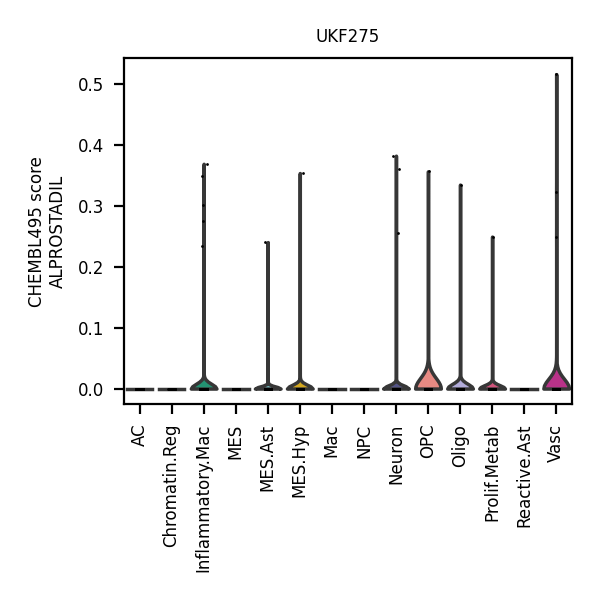 UKF275
CHEMBL495 score
ALPROSTADIL
0.5
0.4
0.3
0.2
0.1
0.0
AC
Chromatin.Reg
Inflammatory.Mac
MES
MES.Ast
MES.Hyp
Mac
NPC
Neuron
OPC
Oligo
Prolif.Metab
Reactive.Ast
Vasc